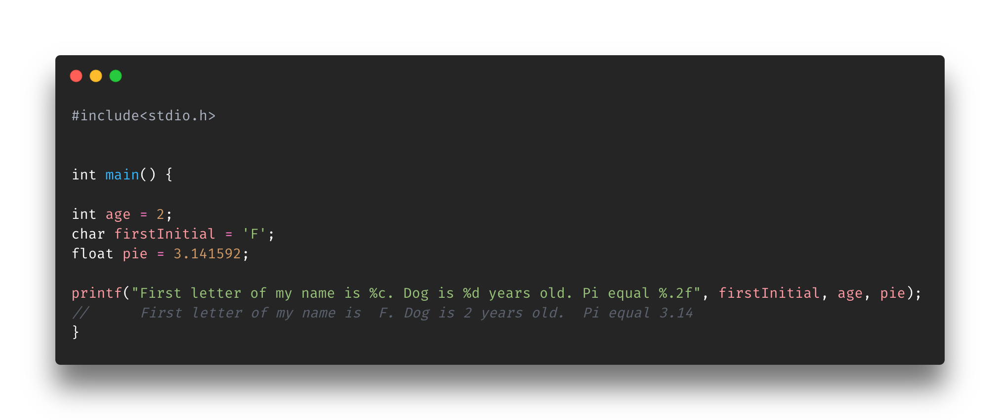 #include<stdio.h>
int main() {
int age = 2;
char firstInitial = 'F';
float pie = 3.141592;
printf("First letter of my name is %c. Dog is %d years old. Pi equal %.2f", firstInitial, age, pie);
//      First letter of my name is  F. Dog is 2 years old.  Pi equal 3.14
}